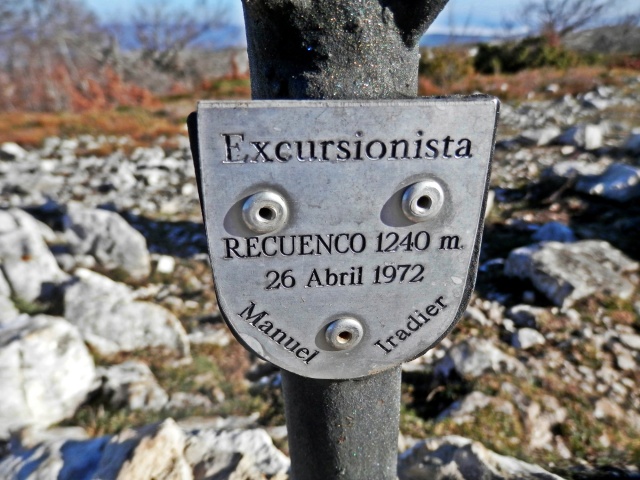 Excursionista
RECUENCO 1240 m.
26 Abril 1972
Manuel Iradier